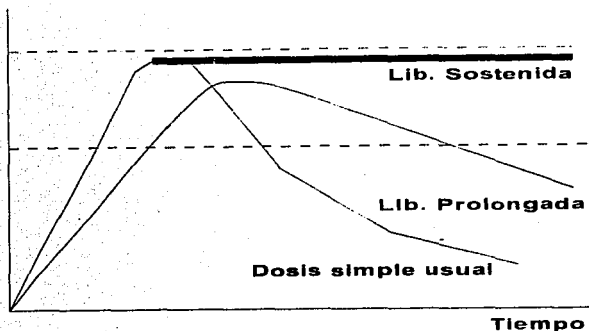 Lib. Sostenida
Lib. Prolongada
Dosis simple usual
Tiempo